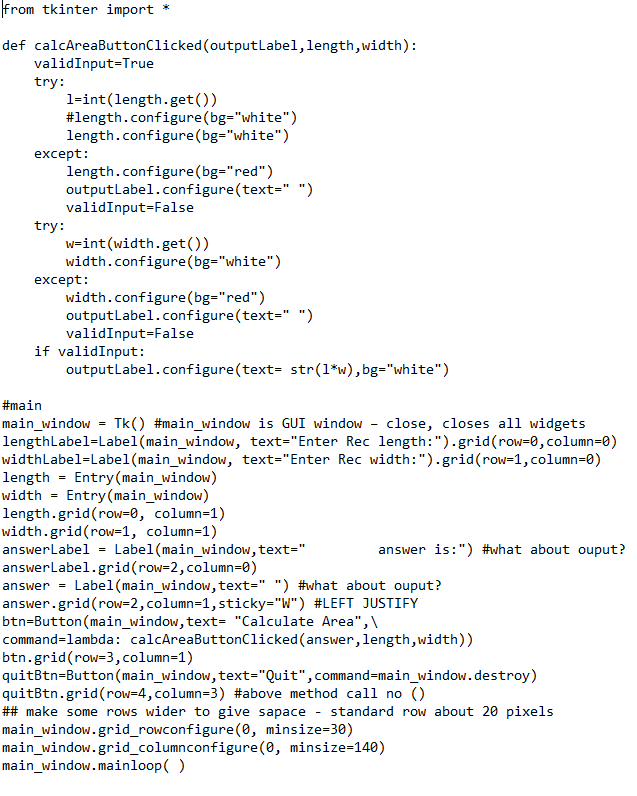 from tkinter import *

def calcAreaButtonClicked(outputLabel,length,width):
    validInput=True
    try:
        l=int(length.get())
        #length.configure(bg="white")
        length.configure(bg="white")
    except:
        length.configure(bg="red")
        outputLabel.configure(text=" ")
        validInput=False
    try:
        w=int(width.get())
        width.configure(bg="white")
    except:
        width.configure(bg="red")
        outputLabel.configure(text=" ")
        validInput=False
    if validInput:
        outputLabel.configure(text= str(l*w),bg="white")

#main
main_window = Tk() #main_window is GUI window – close, closes all widgets
lengthLabel=Label(main_window, text="Enter Rec length:").grid(row=0,column=0)
widthLabel=Label(main_window, text="Enter Rec width:").grid(row=1,column=0)
length = Entry(main_window)
width = Entry(main_window)
length.grid(row=0, column=1)
width.grid(row=1, column=1)
answerLabel = Label(main_window,text="         answer is:") #what about ouput?
answerLabel.grid(row=2,column=0)
answer = Label(main_window,text=" ") #what about ouput?
answer.grid(row=2,column=1,sticky="W") #LEFT JUSTIFY
btn=Button(main_window,text= "Calculate Area",\
command=lambda: calcAreaButtonClicked(answer,length,width))
btn.grid(row=3,column=1)
quitBtn=Button(main_window,text="Quit",command=main_window.destroy)
quitBtn.grid(row=4,column=3) #above method call no ()
## make some rows wider to give sapace - standard row about 20 pixels
main_window.grid_rowconfigure(0, minsize=30)
main_window.grid_columnconfigure(0, minsize=140)
main_window.mainloop( )